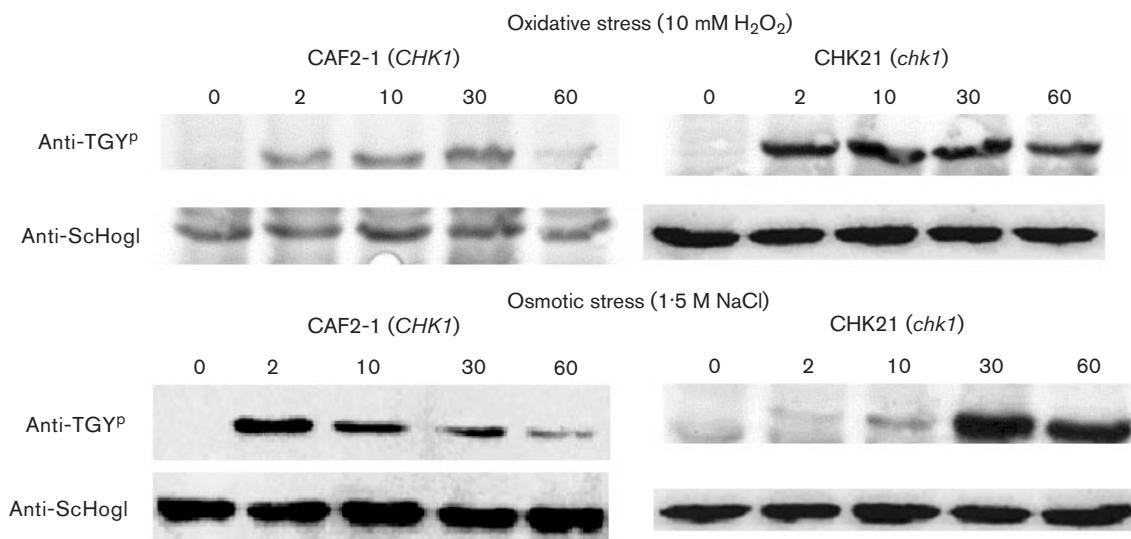 Oxidative stress (10 mM H₂O₂)
CAF2-1 (CHK1) CHK21 (chk1)
0 2 10 30 60 0 2 10 30 60
Anti-TGYᵖ
Anti-ScHogl
Osmotic stress (1·5 M NaCl)
CAF2-1 (CHK1) CHK21 (chk1)
0 2 10 30 60 0 2 10 30 60
Anti-TGYᵖ
Anti-ScHogl